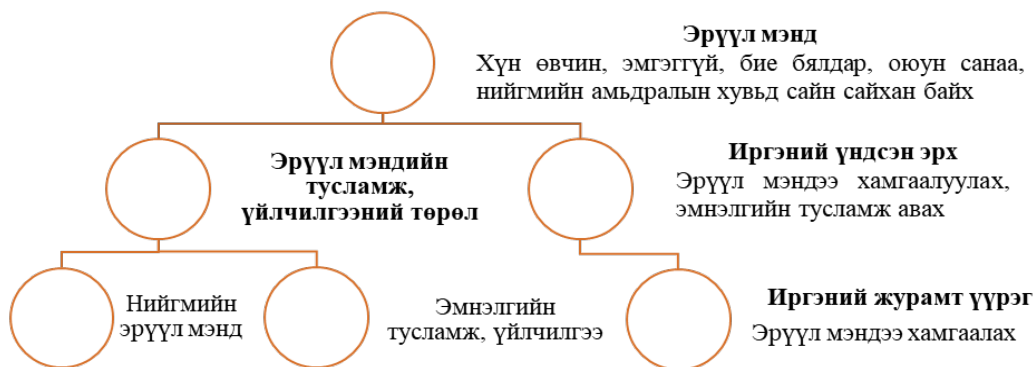 Эрүүл мэнд
Хүн өвчин, эмгэггүй, бие бялдар, оюун санаа,
нийгмийн амьдралын хувьд сайн сайхан байх
Эрүүл мэндийн
тусламж,
үйлчилгээний төрөл
Иргэний үндсэн эрх
Эрүүл мэндээ хамгаалуулах,
эмнэлгийн тусламж авах
Нийгмийн
эрүүл мэнд
Эмнэлгийн
тусламж, үйлчилгээ
Иргэний журамт үүрэг
Эрүүл мэндээ хамгаалах